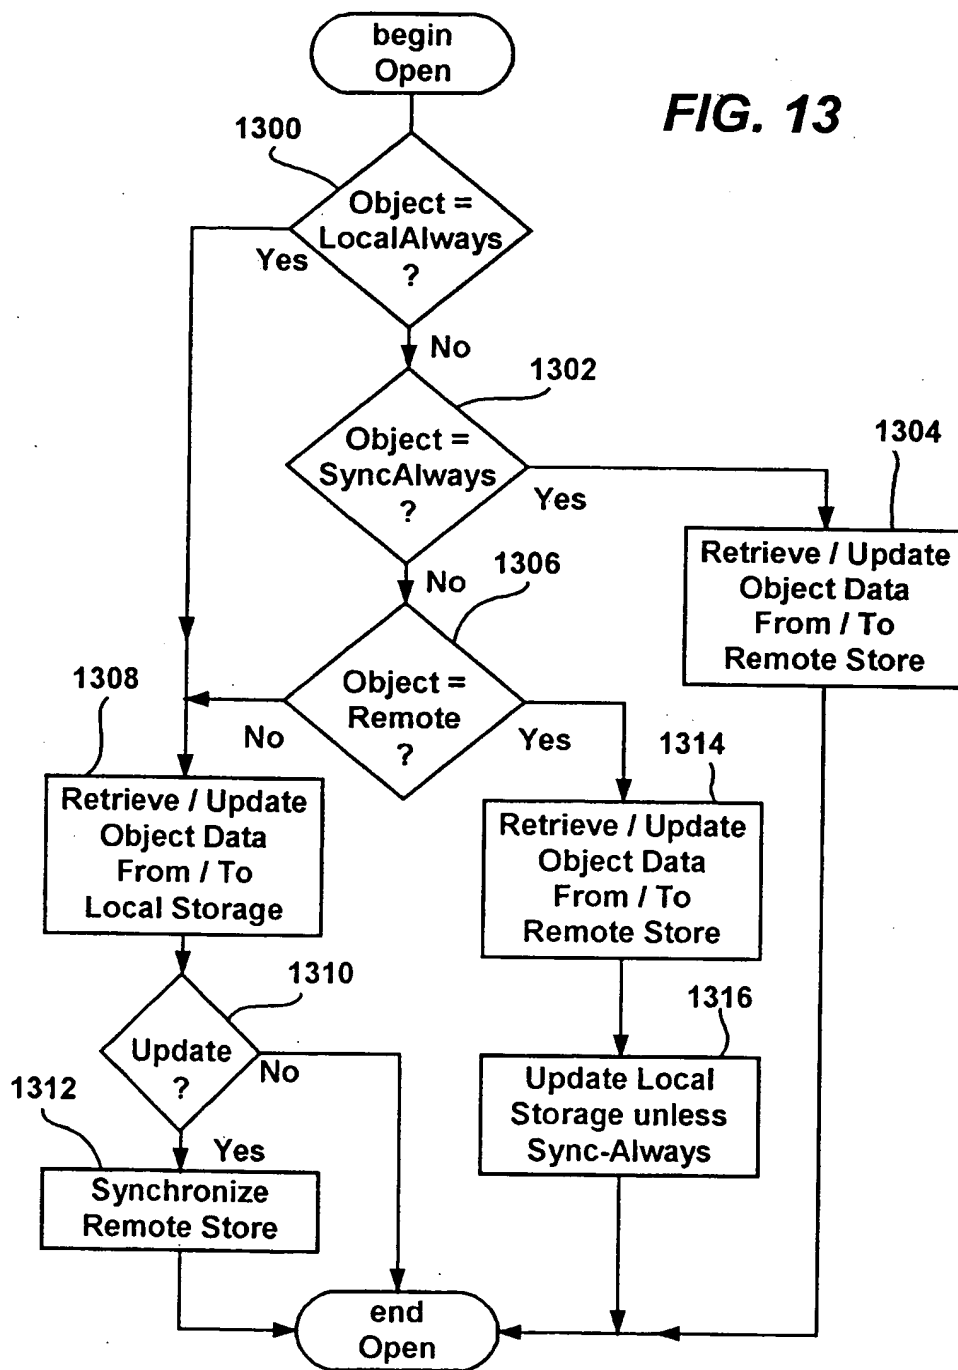 begin
Open
FIG. 13
1300
Object =
LocalAlways
?
Yes
No
1302
Object =
SyncAlways
?
Yes
1304
Retrieve / Update
Object Data
From / To
Remote Store
No
1306
Object =
Remote
?
No
Yes
1308
Retrieve / Update
Object Data
From / To
Local Storage
1314
Retrieve / Update
Object Data
From / To
Remote Store
1310
Update
?
No
1316
Update Local
Storage unless
Sync-Always
1312
Yes
Synchronize
Remote Store
end
Open